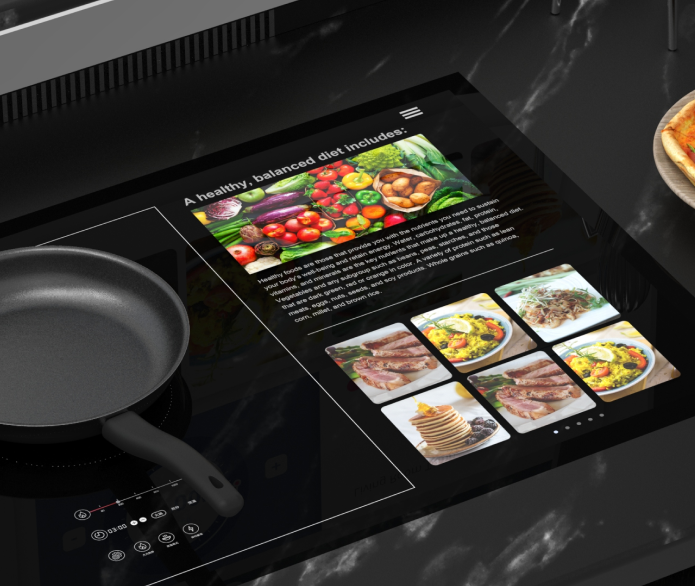 A healthy, balanced diet includes:
Healthy foods are those that provide you with the nutrients you need to sustain
your body's well-being and retain energy. Water, carbohydrates, fat, protein,
vitamins, and minerals are the key nutrients that make up a healthy, balanced diet.
Vegetables and any subgroup such as beans, peas, starches, and those
that are dark green, red or orange in color. A variety of protein such as lean
meats, eggs, nuts, seeds, and soy products. Whole grains such as quinoa,
corn, millet, and brown rice.